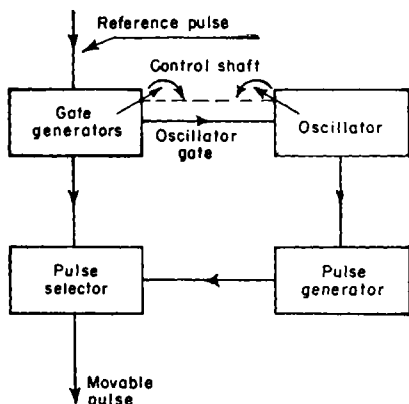 Reference pulse
Control shaft
Gate
generators
Oscillator
Oscillator
gate
Pulse
selector
Pulse
generator
Movable
pulse